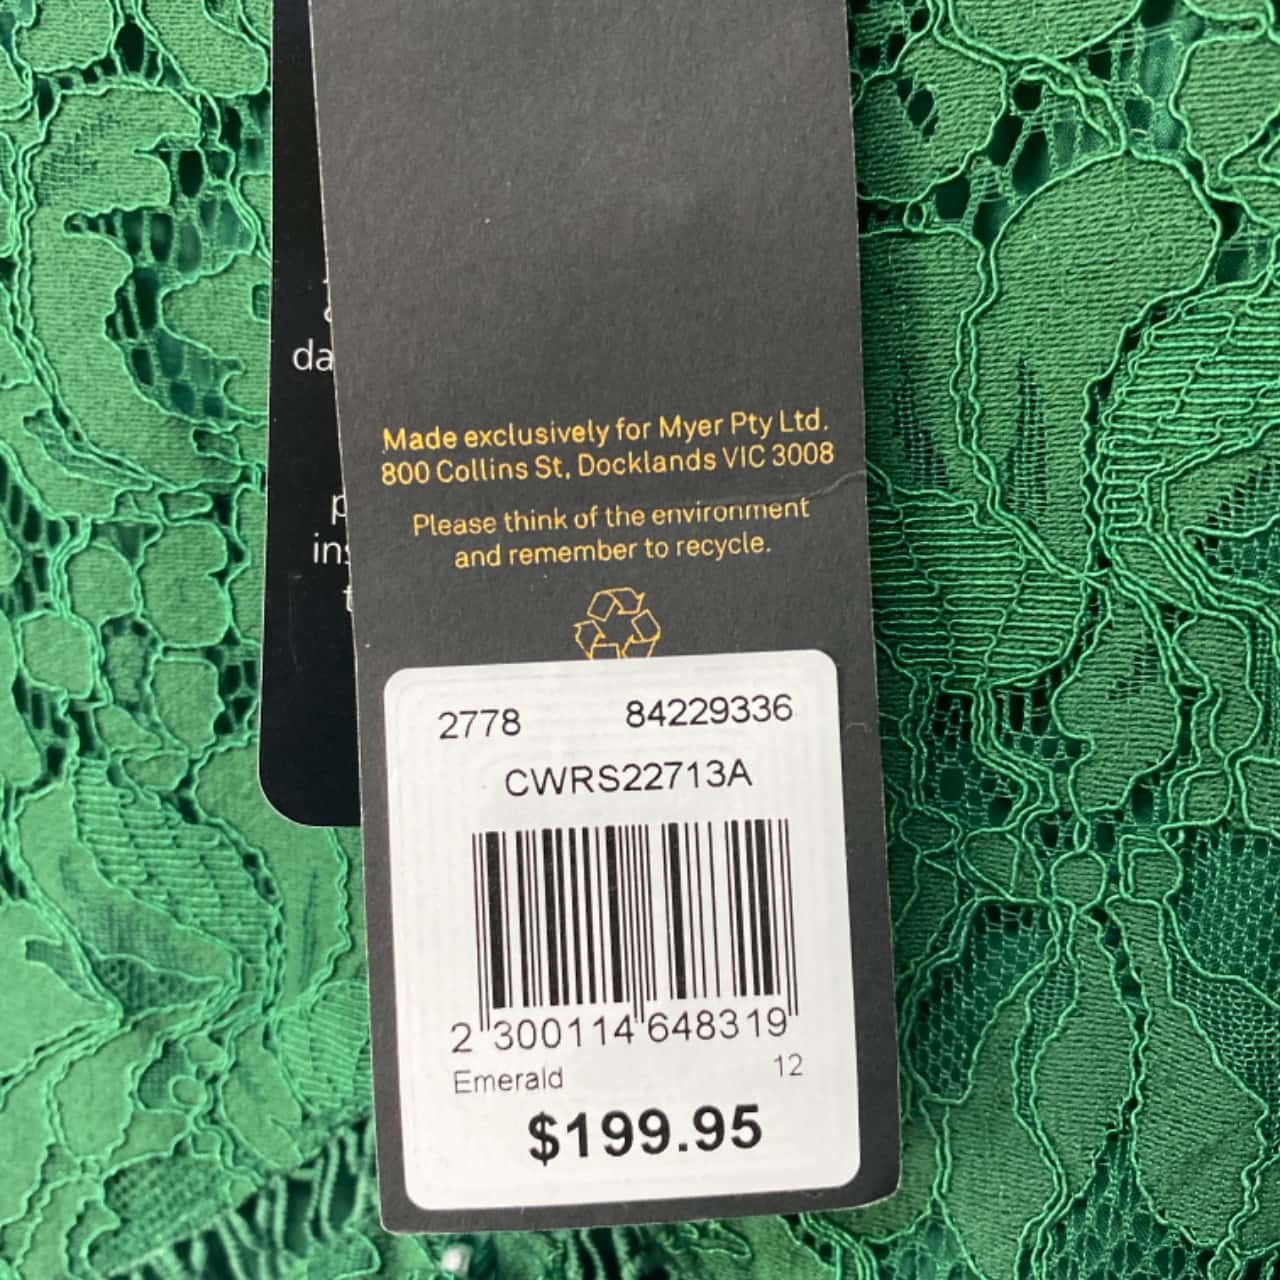 da
Made exclusively for Myer Pty Ltd.
800 Collins St, Docklands VIC 3008
Please think of the environment
and remember to recycle.
2778 84229336
CWRS22713A
2 300114 648319
Emerald 12
$199.95